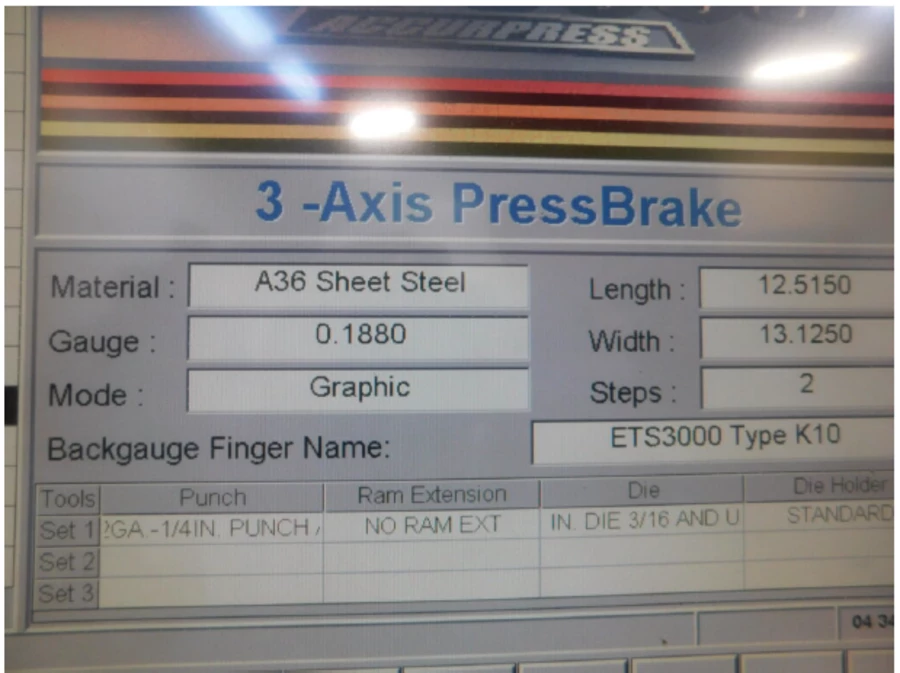 ACCURPRESS
3 -Axis PressBrake
Material : A36 Sheet Steel Length : 12.5150
Gauge : 0.1880 Width : 13.1250
Mode : Graphic Steps : 2
Backgauge Finger Name: ETS3000 Type K10
Tools Punch Ram Extension Die Die Holder
Set 1 ?GA.-1/4IN. PUNCH NO RAM EXT IN. DIE 3/16 AND U STANDARD
Set 2
Set 3
04 34